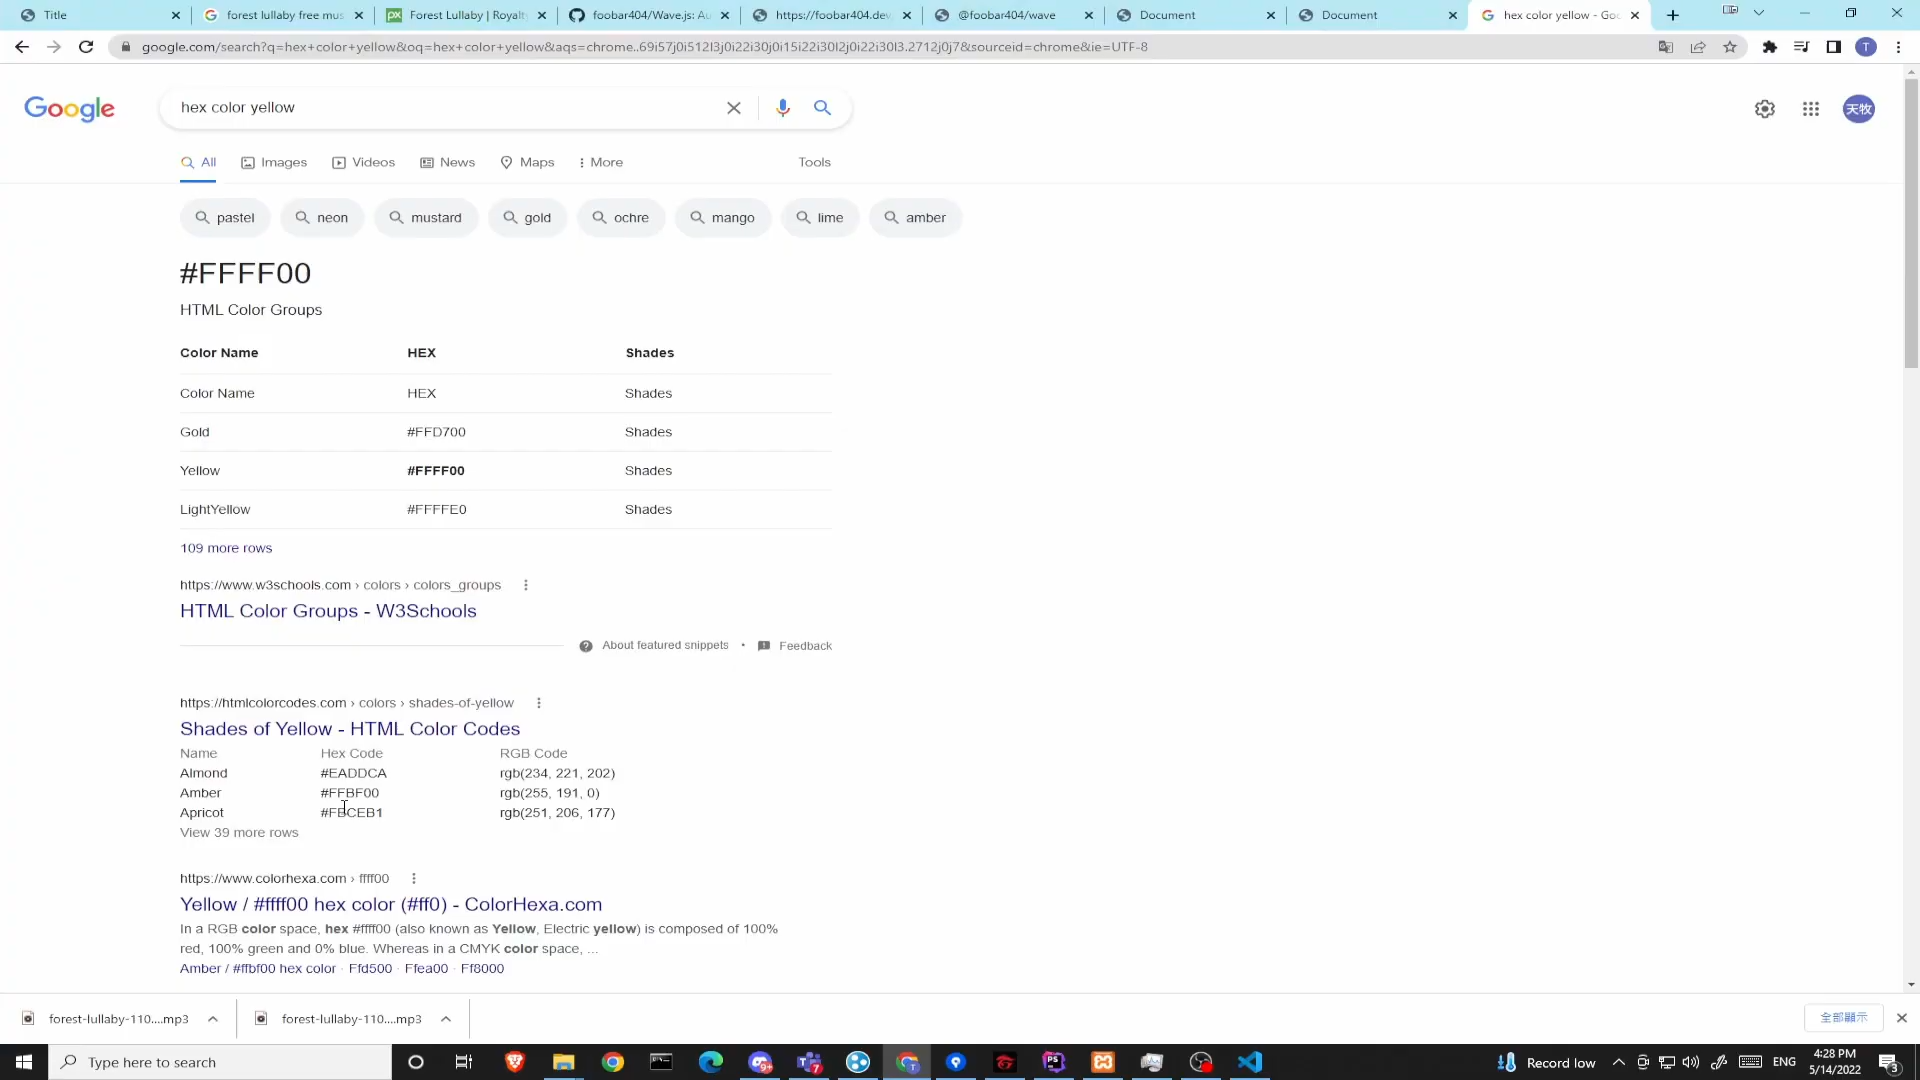 Title
forest lullaby free mus
Forest Lullaby | Royalty
foobar404/Wave.js: Au
https://foobar404.dev
@foobar404/wave
Document
Document
hex color yellow - Goo
google.com/search?q=hex+color+yellow&oq=hex+color+yellow&aqs=chrome..69i57j0i512l3j0i22i30j0i15i22i30l2j0i22i30l3.2712j0j7&sourceid=chrome&ie=UTF-8
T
Google
hex color yellow
天牧
All Images Videos News Maps More Tools
pastel neon mustard gold ochre mango lime amber
#FFFF00
HTML Color Groups
Color Name HEX Shades
Color Name HEX Shades
Gold #FFD700 Shades
Yellow #FFFF00 Shades
LightYellow #FFFFE0 Shades
109 more rows
https://www.w3schools.com › colors › colors_groups
HTML Color Groups - W3Schools
About featured snippets • Feedback
https://htmlcolorcodes.com › colors › shades-of-yellow
Shades of Yellow - HTML Color Codes
Name Hex Code RGB Code
Almond #EADDCA rgb(234, 221, 202)
Amber #FFBF00 rgb(255, 191, 0)
Apricot #FBCEB1 rgb(251, 206, 177)
View 39 more rows
https://www.colorhexa.com › ffff00
Yellow / #ffff00 hex color (#ff0) - ColorHexa.com
In a RGB color space, hex #ffff00 (also known as Yellow, Electric yellow) is composed of 100%
red, 100% green and 0% blue. Whereas in a CMYK color space, ...
Amber / #ffbf00 hex color · Ffd500 · Ffea00 · Ff8000
forest-lullaby-110....mp3
forest-lullaby-110....mp3
全部顯示
Type here to search
Record low
ENG
4:28 PM
5/14/2022
3